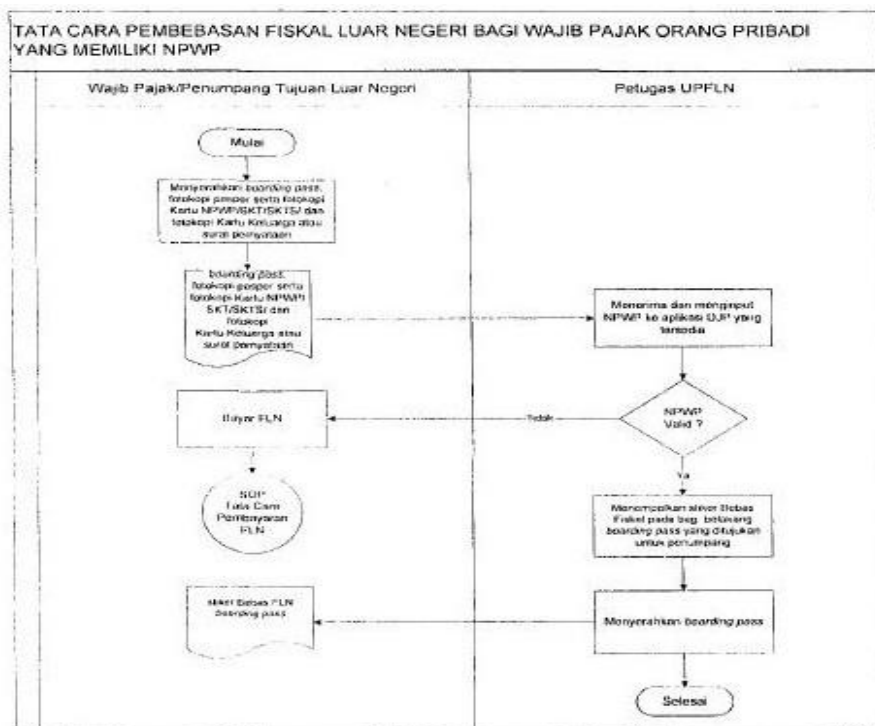 TATA CARA PEMBEBASAN FISKAL LUAR NEGERI BAGI WAJIB PAJAK ORANG PRIBADI
YANG MEMILIKI NPWP
Wajib Pajak/Penumpang Tujuan Luar Negeri
Petugas UPFLN
Mulai
Menyerahkan boarding pass,
fotokopi paspor serta fotokopi
Kartu NPWP/SKT/SKTS/ dan
fotokopi Kartu Keluarga atau
surat pernyataan
boarding pass,
fotokopi paspor serta
fotokopi Kartu NPWP/
SKT/SKTS/ dan
fotokopi
Kartu Keluarga atau
surat pernyataan
Menerima dan menginput
NPWP ke aplikasi DJP yang
tersedia
NPWP
Valid ?
Tidak
Bayar FLN
Ya
SOP
Tata Cara
Pembayaran
FLN
Menempelkan stiker Bebas
Fiskal pada bag. belakang
boarding pass yang ditujukan
untuk penumpang
stiker Bebas FLN
boarding pass
Menyerahkan boarding pass
Selesai